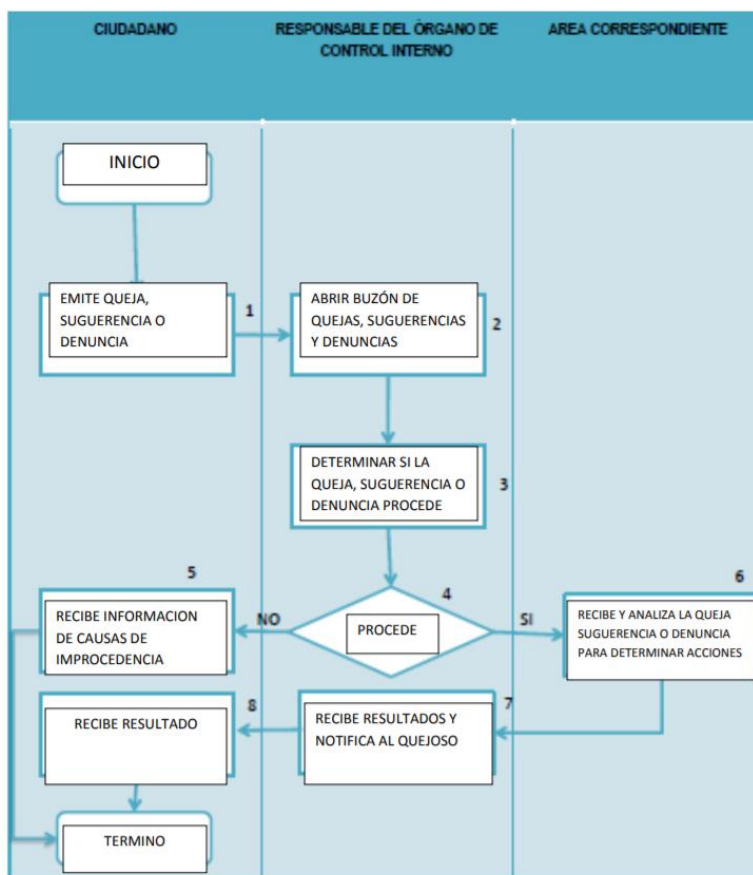 CIUDADANO
RESPONSABLE DEL ÒRGANO DE
CONTROL INTERNO
AREA CORRESPONDIENTE
INICIO
EMITE QUEJA,
SUGUERENCIA O
DENUNCIA
1
ABRIR BUZÓN DE
QUEJAS, SUGUERENCIAS
Y DENUNCIAS
2
DETERMINAR SI LA
QUEJA, SUGUERENCIA O
DENUNCIA PROCEDE
3
4
PROCEDE
NO
SI
5
RECIBE INFORMACION
DE CAUSAS DE
IMPROCEDENCIA
6
RECIBE Y ANALIZA LA QUEJA
SUGUERENCIA O DENUNCIA
PARA DETERMINAR ACCIONES
7
RECIBE RESULTADOS Y
NOTIFICA AL QUEJOSO
8
RECIBE RESULTADO
TERMINO